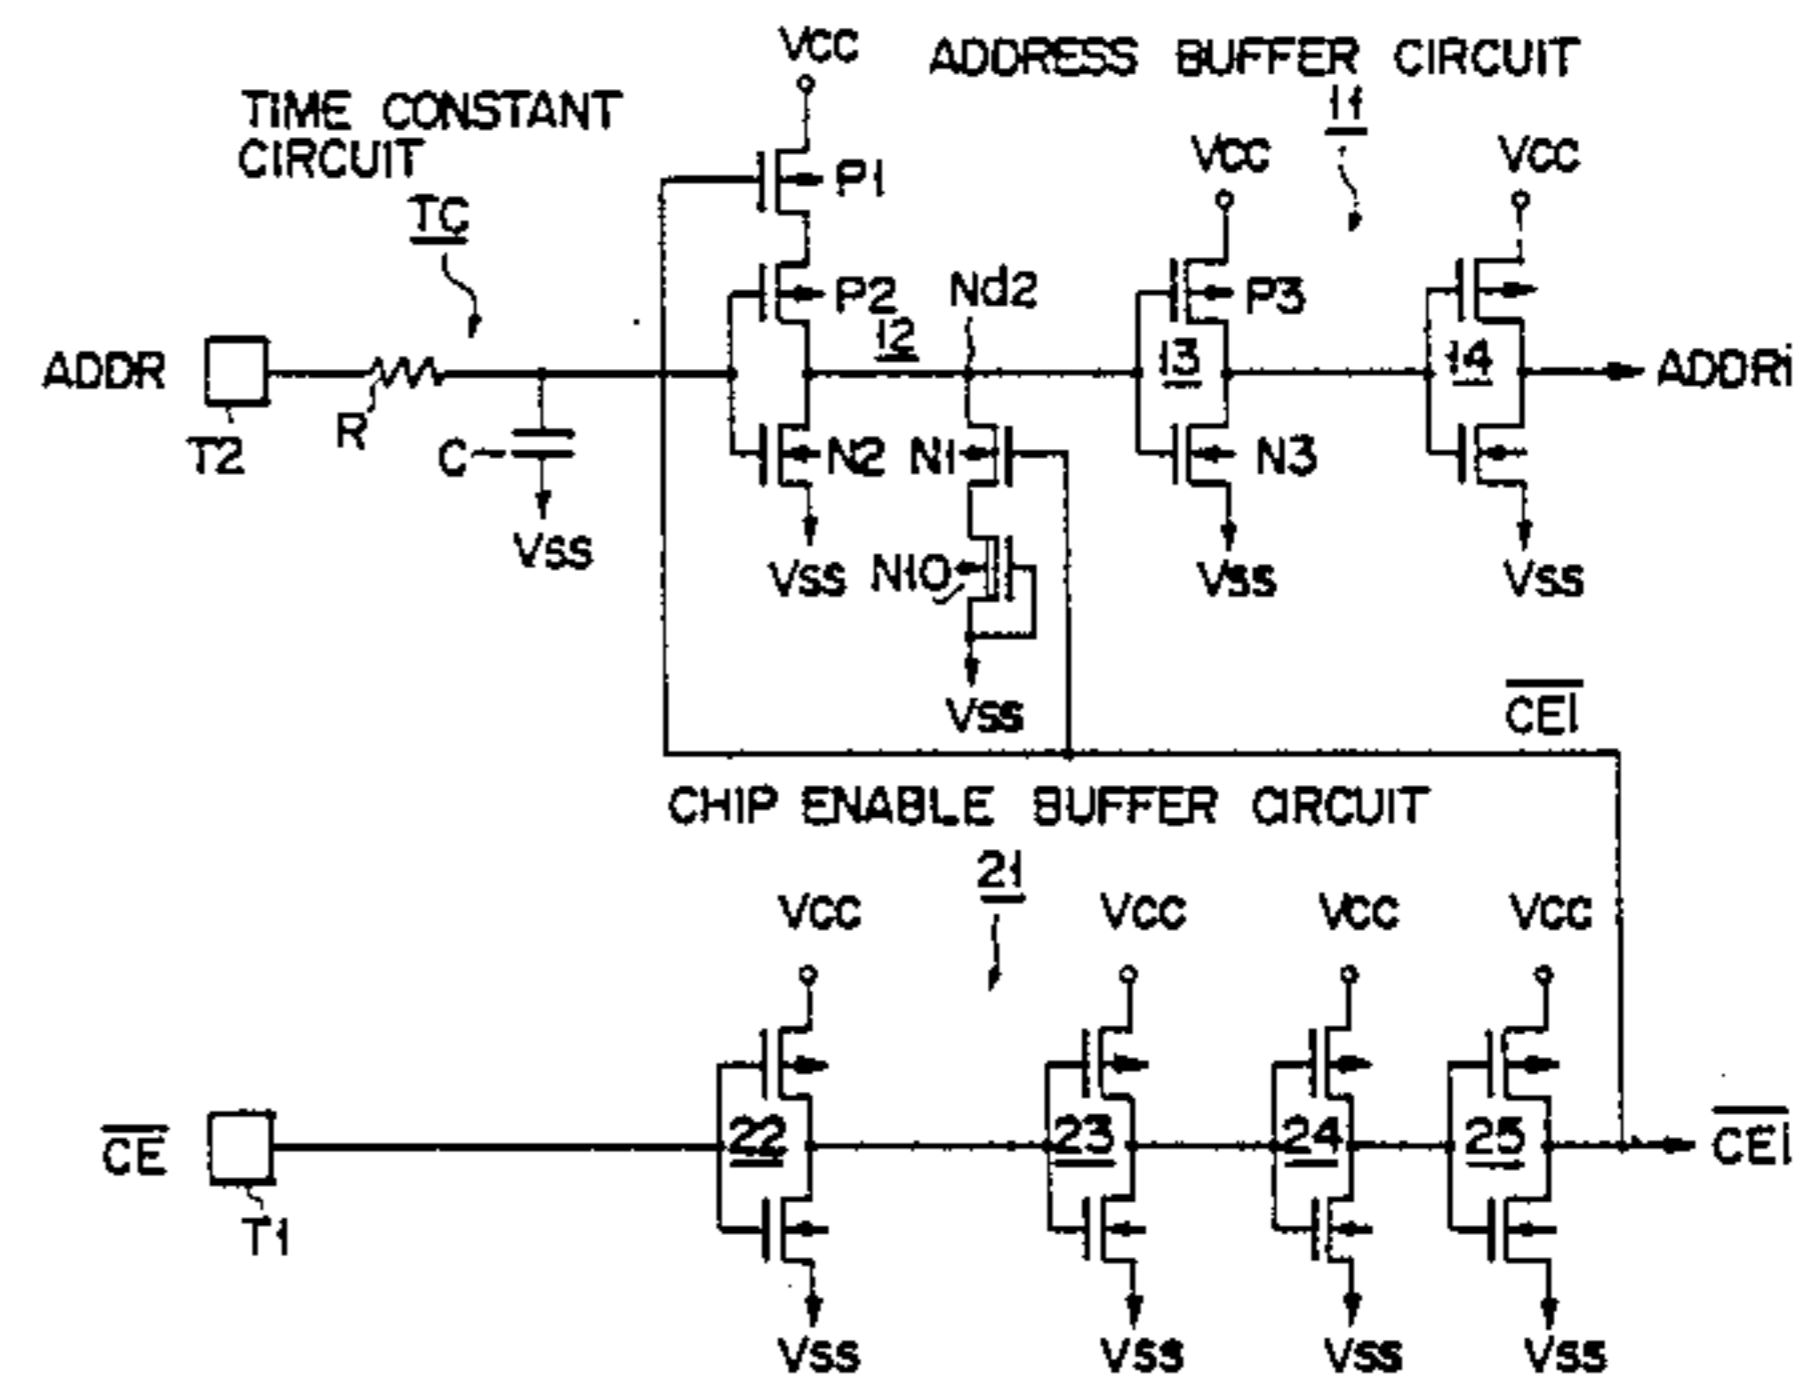 VCC
ADDRESS BUFFER CIRCUIT
11
TIME CONSTANT
CIRCUIT
TC
P1
VCC
VCC
P2
Nd2
P3
12
13
14
ADDR
ADDRi
R
T2
C
N2
N1
N3
VSS
VSS
N10
VSS
VSS
VSS
CEi
CHIP ENABLE BUFFER CIRCUIT
21
VCC
VCC
VCC
VCC
CE
22
23
24
25
CEi
T1
VSS
VSS
VSS
VSS